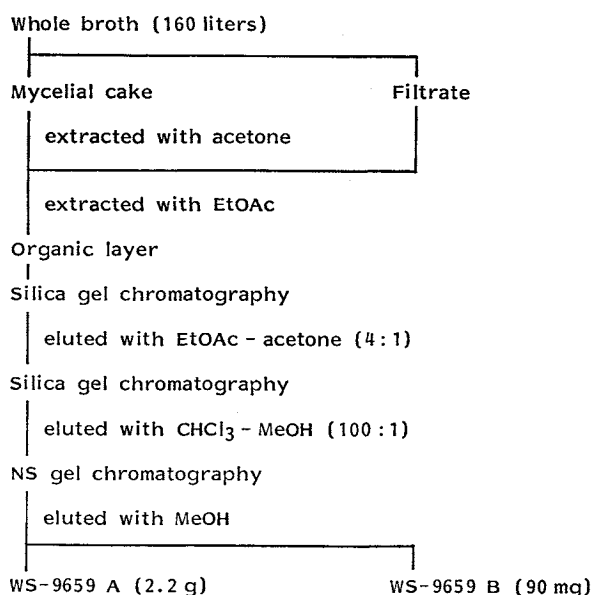 Whole broth (160 liters)
Mycelial cake Filtrate
extracted with acetone
extracted with EtOAc
Organic layer
Silica gel chromatography
eluted with EtOAc - acetone (4 : 1)
Silica gel chromatography
eluted with CHCl3 - MeOH (100 : 1)
NS gel chromatography
eluted with MeOH
WS-9659 A (2.2 g) WS-9659 B (90 mg)